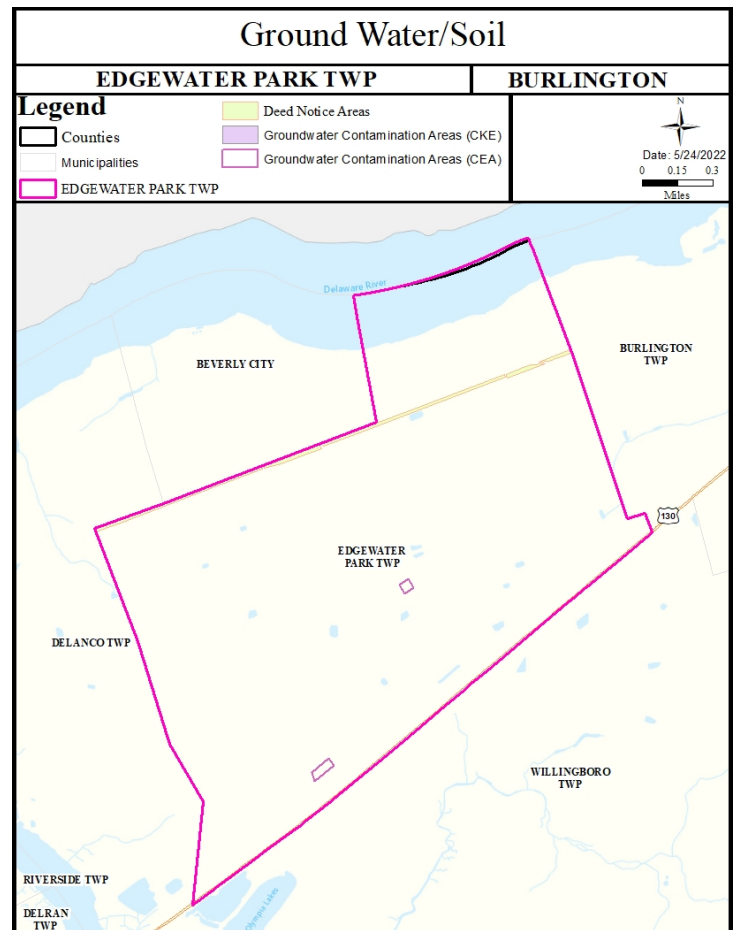 Ground Water/Soil
EDGEWATER PARK TWP
BURLINGTON
Legend
Counties
Municipalities
EDGEWATER PARK TWP
Deed Notice Areas
Groundwater Contamination Areas (CKE)
Groundwater Contamination Areas (CEA)
N
Date: 5/24/2022
0 0.15 0.3
Miles
Delaware River
BEVERLY CITY
BURLINGTON
TWP
130
EDGEWATER
PARK TWP
DELANCO TWP
WILLINGBORO
TWP
RIVERSIDE TWP
DELRAN
TWP
Olympia Lakes